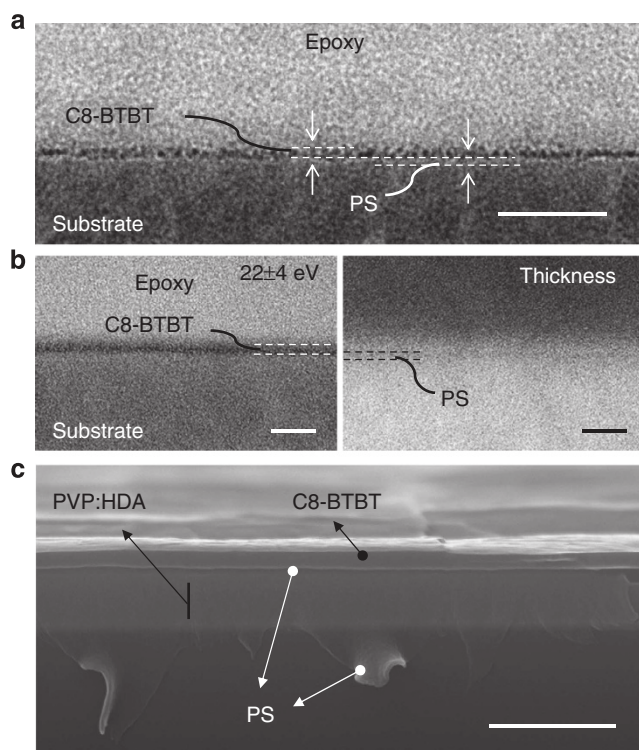 a
Epoxy
C8-BTBT
PS
Substrate
b
22±4 eV
Epoxy
C8-BTBT
Substrate
Thickness
PS
c
PVP:HDA
C8-BTBT
PS